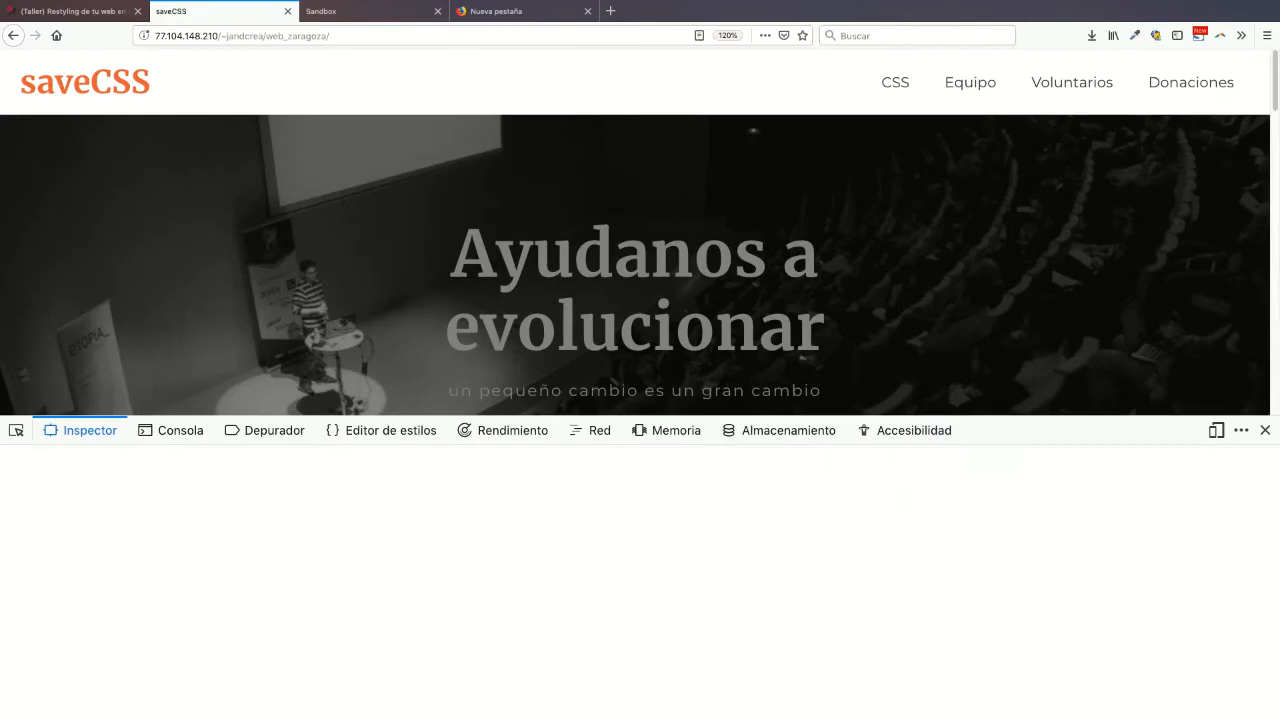 (Taller) Restyling de tu web en
saveCSS
Sandbox
Nueva pestaña
77.104.148.210/~jandcrea/web_zaragoza/
120%
Buscar
New
saveCSS
CSS
Equipo
Voluntarios
Donaciones
ETOPIA
Ayudanos a
evolucionar
un pequeño cambio es un gran cambio
Inspector
Consola
Depurador
Editor de estilos
Rendimiento
Red
Memoria
Almacenamiento
Accesibilidad